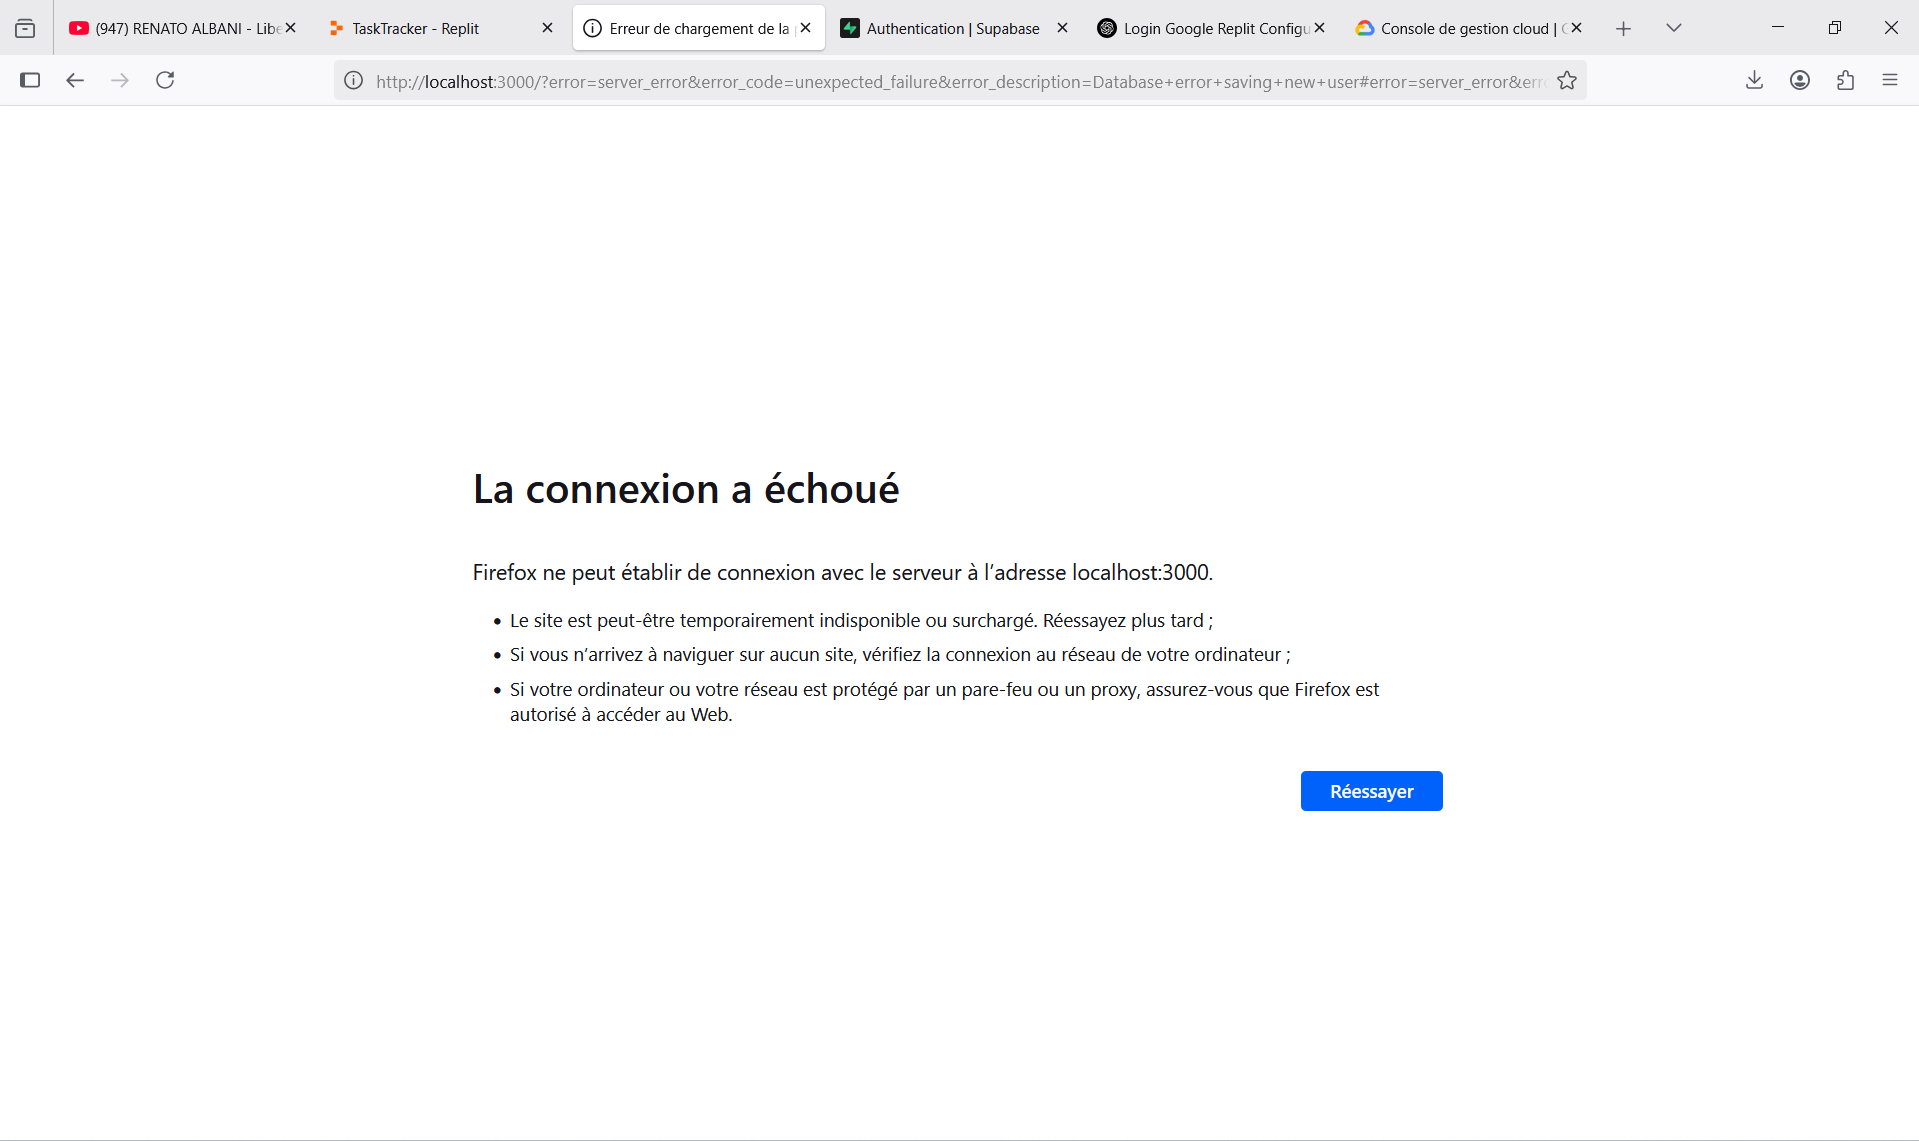 (947) RENATO ALBANI - Libe
TaskTracker - Replit
Erreur de chargement de la
Authentication | Supabase
Login Google Replit Configu
Console de gestion cloud |
http://localhost:3000/?error=server_error&error_code=unexpected_failure&error_description=Database+error+saving+new+user#error=server_error&err
La connexion a échoué
Firefox ne peut établir de connexion avec le serveur à l’adresse localhost:3000.
• Le site est peut-être temporairement indisponible ou surchargé. Réessayez plus tard ;
• Si vous n’arrivez à naviguer sur aucun site, vérifiez la connexion au réseau de votre ordinateur ;
• Si votre ordinateur ou votre réseau est protégé par un pare-feu ou un proxy, assurez-vous que Firefox est
autorisé à accéder au Web.
Réessayer